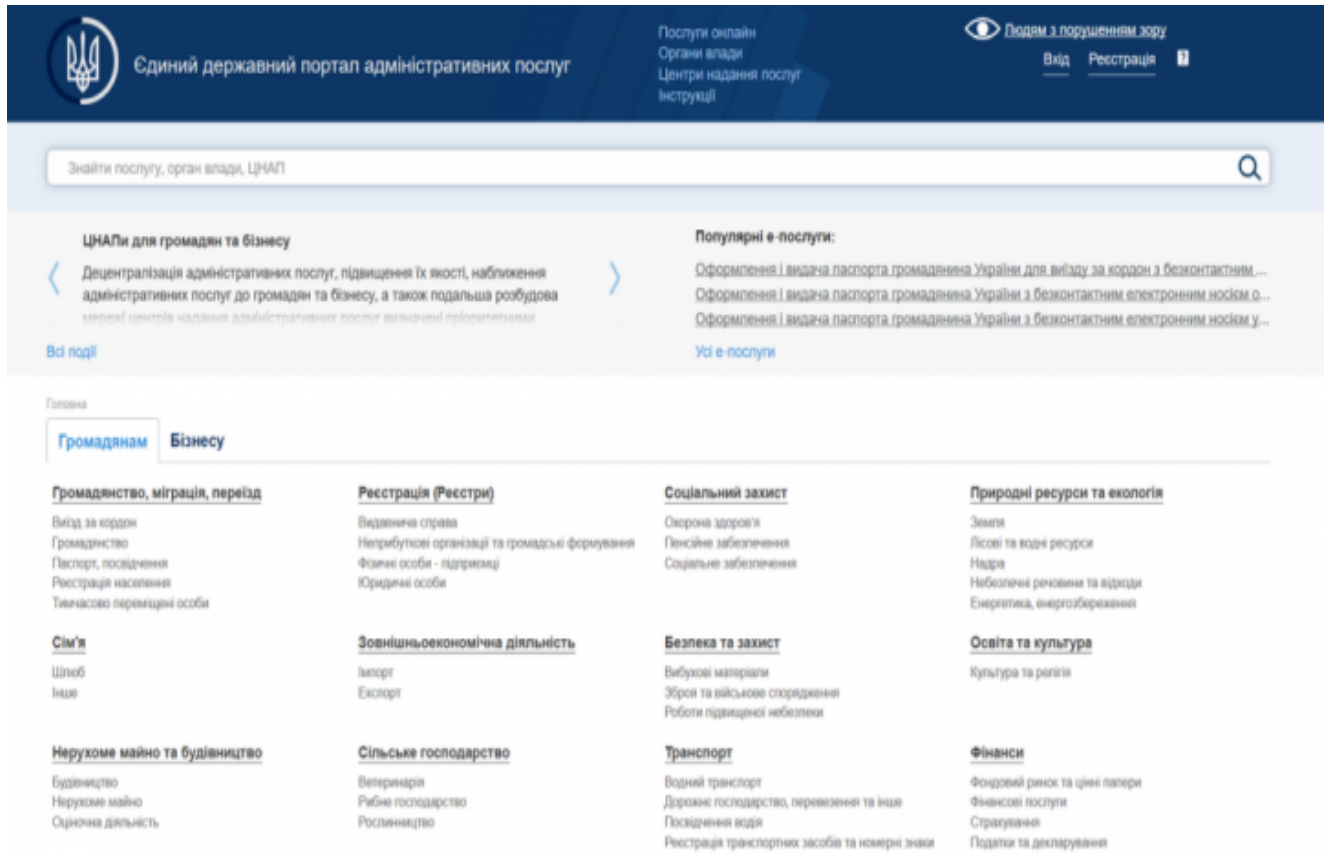 Єдиний державний портал адміністративних послуг
Послуги онлайн
Органи влади
Центри надання послуг
Інструкції
Людям з порушенням зору
Вхід Реєстрація ?
Знайти послугу, орган влади, ЦНАП
ЦНАПи для громадян та бізнесу
Децентралізація адміністративних послуг, підвищення їх якості, наближення
адміністративних послуг до громадян та бізнесу, а також подальша розбудова
мережі центрів надання адміністративних послуг визначені пріоритетними
Всі події
Популярні е-послуги:
Оформлення і видача паспорта громадянина України для виїзду за кордон з безконтактним ...
Оформлення і видача паспорта громадянина України з безконтактним електронним носієм о...
Оформлення і видача паспорта громадянина України з безконтактним електронним носієм у...
Усі е-послуги
Головна
Громадянам Бізнесу
Громадянство, міграція, переїзд
Виїзд за кордон
Громадянство
Паспорт, посвідчення
Реєстрація населення
Тимчасово переміщені особи
Реєстрація (Реєстри)
Видавнича справа
Неприбуткові організації та громадські формування
Фізичні особи - підприємці
Юридичні особи
Соціальний захист
Охорона здоров'я
Пенсійне забезпечення
Соціальне забезпечення
Природні ресурси та екологія
Земля
Лісові та водні ресурси
Надра
Небезпечні речовини та відходи
Енергетика, енергозбереження
Сім'я
Шлюб
Інше
Зовнішньоекономічна діяльність
Імпорт
Експорт
Безпека та захист
Вибухові матеріали
Зброя та військове спорядження
Роботи підвищеної небезпеки
Освіта та культура
Культура та релігія
Нерухоме майно та будівництво
Будівництво
Нерухоме майно
Оціночна діяльність
Сільське господарство
Ветеринарія
Рибне господарство
Рослинництво
Транспорт
Водний транспорт
Дорожнє господарство, перевезення та інше
Посвідчення водія
Реєстрація транспортних засобів та номерні знаки
Фінанси
Фондовий ринок та цінні папери
Фінансові послуги
Страхування
Податки та декларування